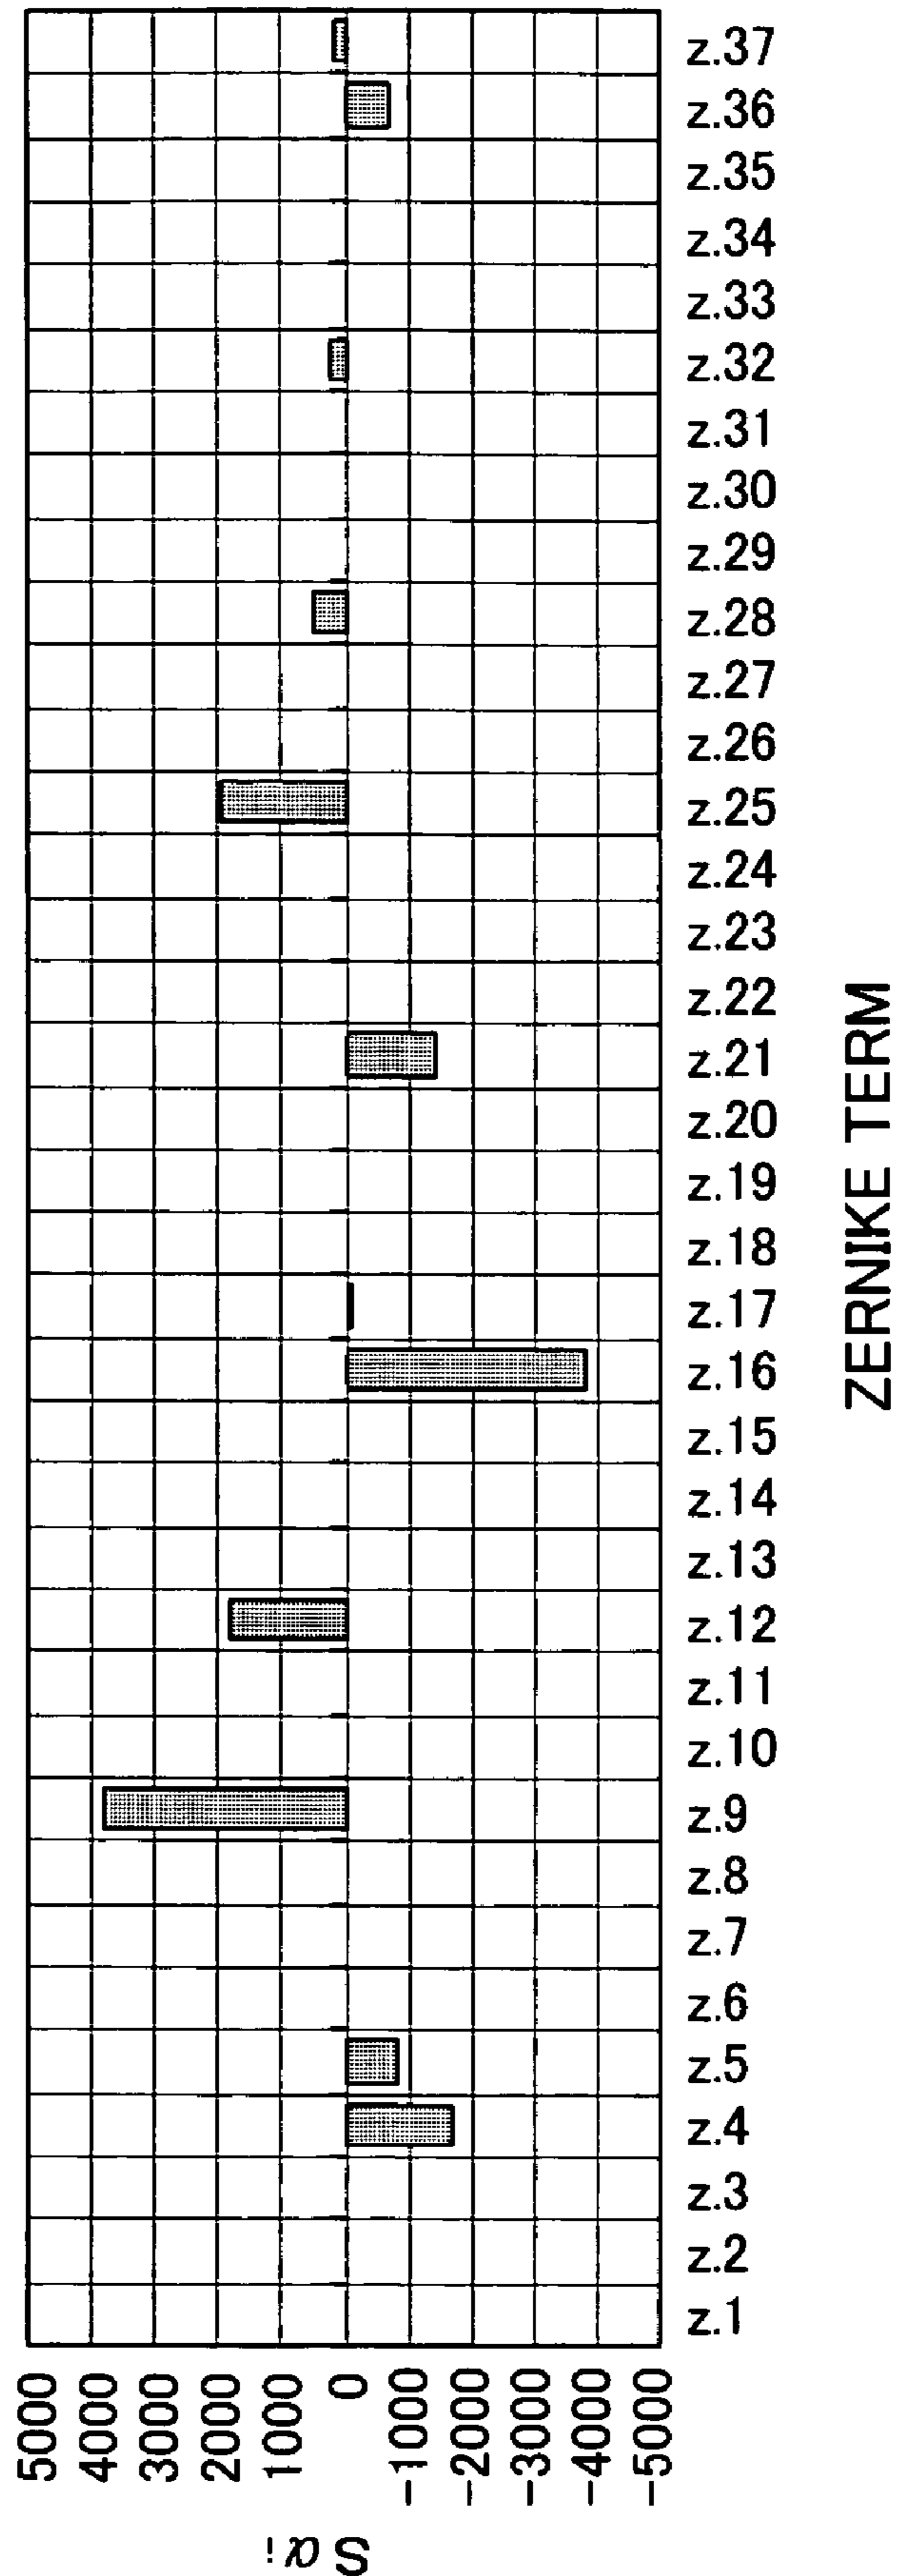 Sαi
5000
4000
3000
2000
1000
0
-1000
-2000
-3000
-4000
-5000
z.1
z.2
z.3
z.4
z.5
z.6
z.7
z.8
z.9
z.10
z.11
z.12
z.13
z.14
z.15
z.16
z.17
z.18
z.19
z.20
z.21
z.22
z.23
z.24
z.25
z.26
z.27
z.28
z.29
z.30
z.31
z.32
z.33
z.34
z.35
z.36
z.37
ZERNIKE TERM